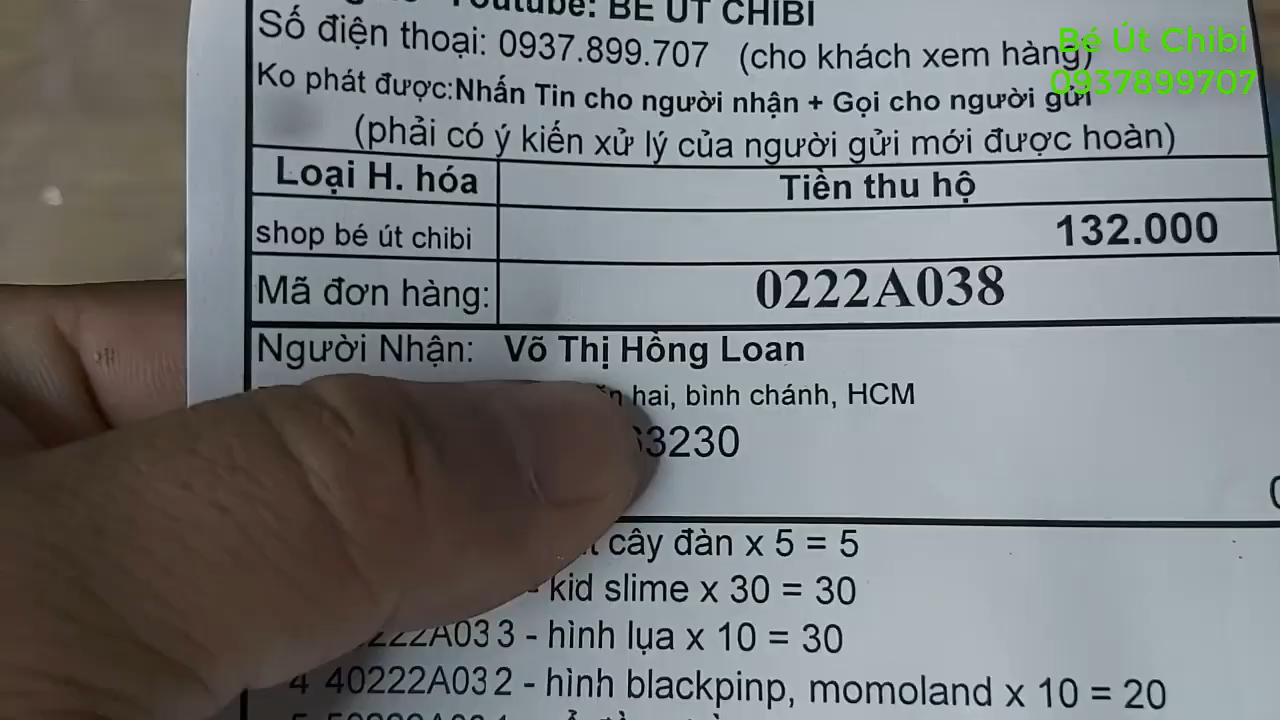 Youtube: BÉ ÚT CHIBI
Bé Út Chibi
0937899707
Số điện thoại: 0937.899.707 (cho khách xem hàng)
Ko phát được:Nhấn Tin cho người nhận + Gọi cho người gửi
(phải có ý kiến xử lý của người gửi mới được hoàn)
Loại H. hóa Tiền thu hộ
shop bé út chibi 132.000
Mã đơn hàng: 0222A038
Người Nhận: Võ Thị Hồng Loan
hai, bình chánh, HCM
3230
cây đàn x 5 = 5
- kid slime x 30 = 30
222A033 - hình lụa x 10 = 30
4 40222A032 - hình blackpinp, momoland x 10 = 20